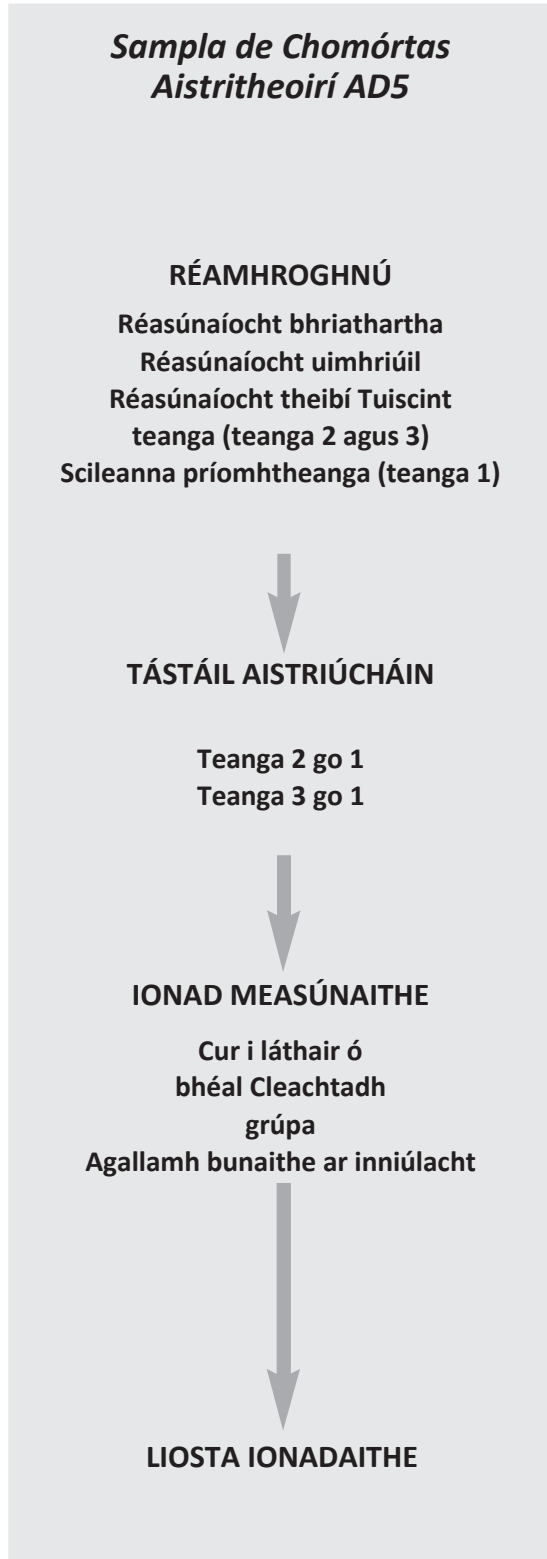 Sampla de Chomórtas
Aistritheoirí AD5
RÉAMHROGHNÚ
Réasúnaíocht bhriathartha
Réasúnaíocht uimhriúil
Réasúnaíocht theibí Tuiscint
teanga (teanga 2 agus 3)
Scileanna príomhtheanga (teanga 1)
TÁSTÁIL AISTRIÚCHÁIN
Teanga 2 go 1
Teanga 3 go 1
IONAD MEASÚNAITHE
Cur i láthair ó
bhéal Cleachtadh
grúpa
Agallamh bunaithe ar inniúlacht
LIOSTA IONADAITHE